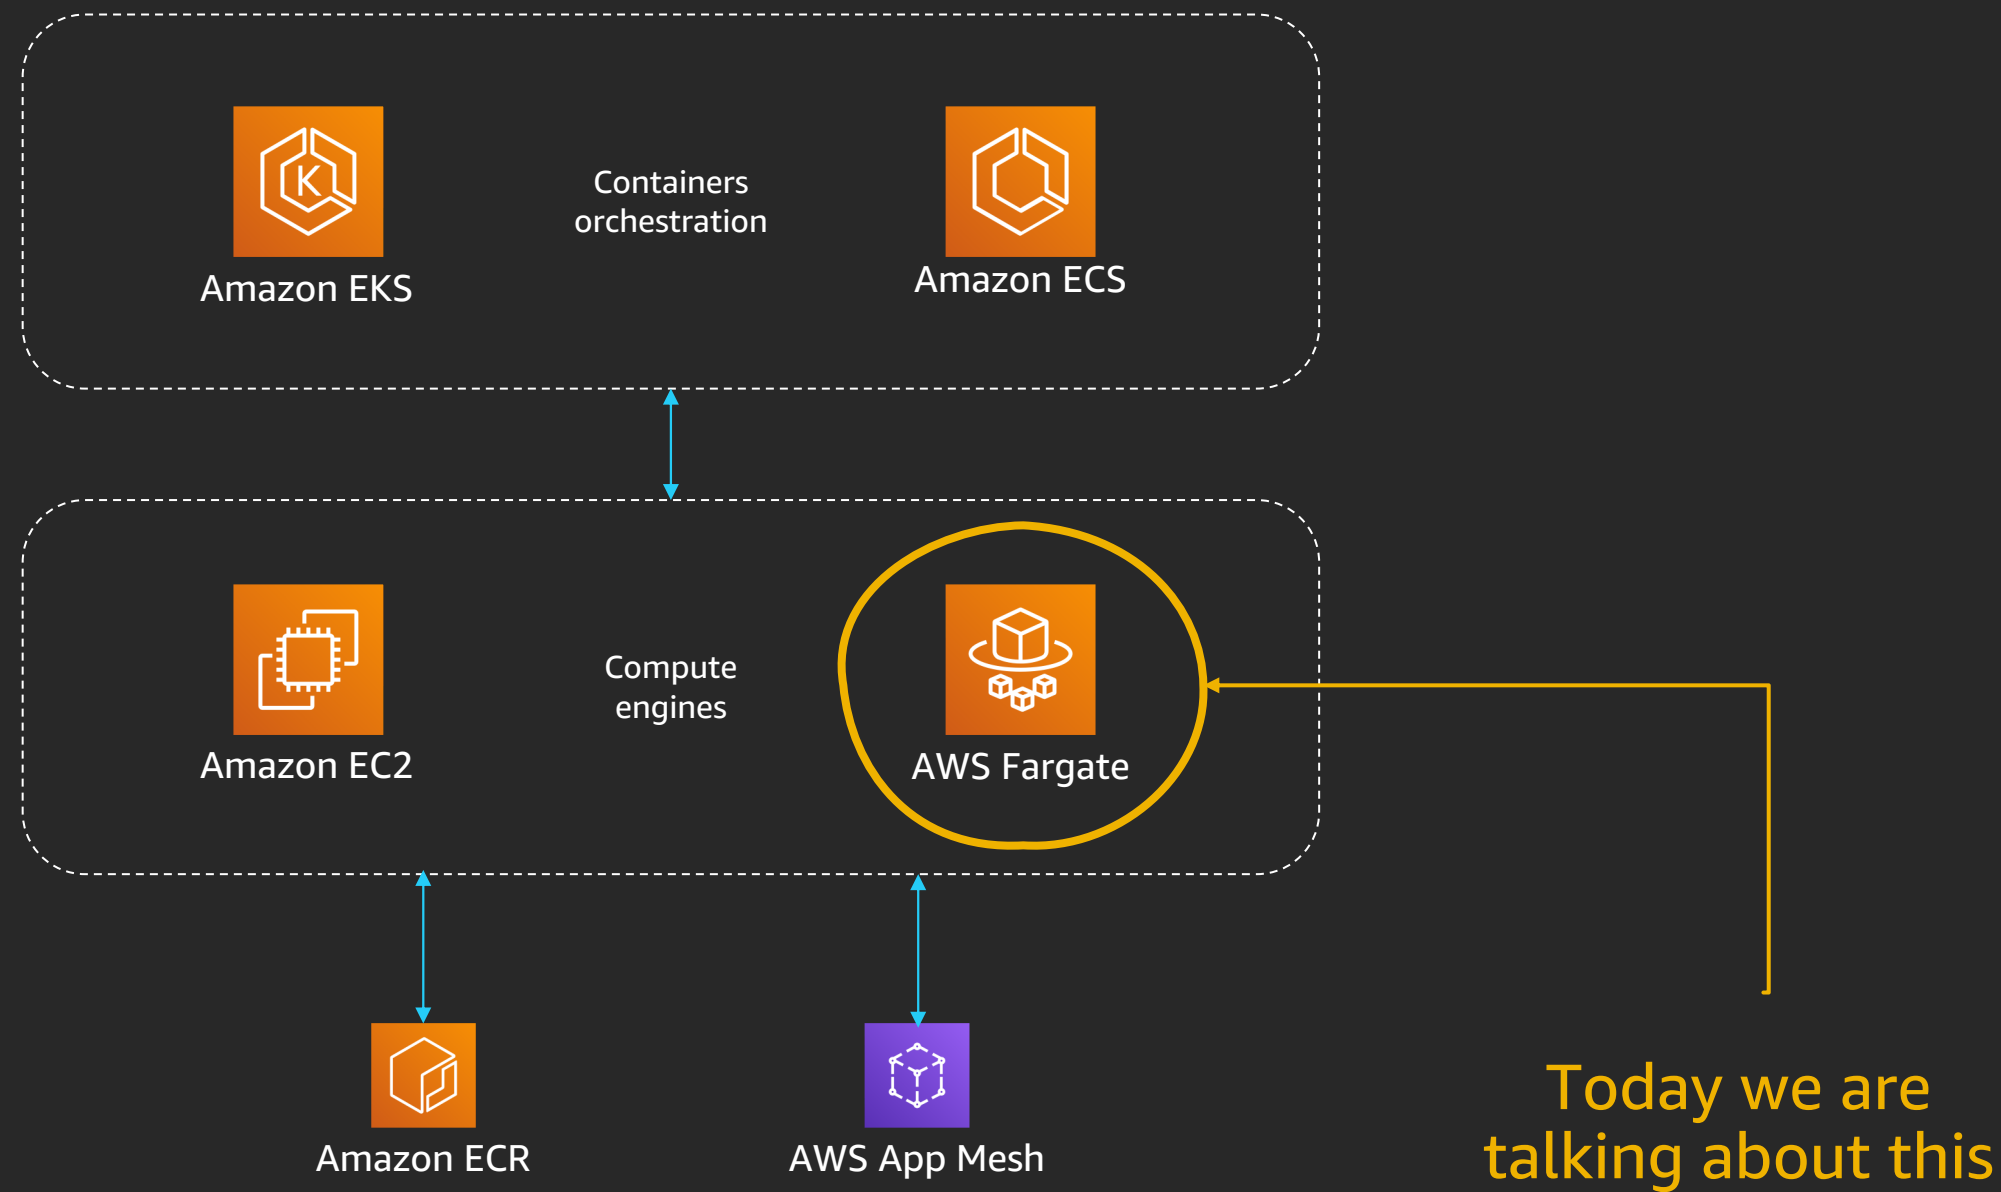 K
Containers
orchestration
Amazon EKS
Amazon ECS
Compute
engines
Amazon EC2
AWS Fargate
Amazon ECR
AWS App Mesh
Today we are
talking about this